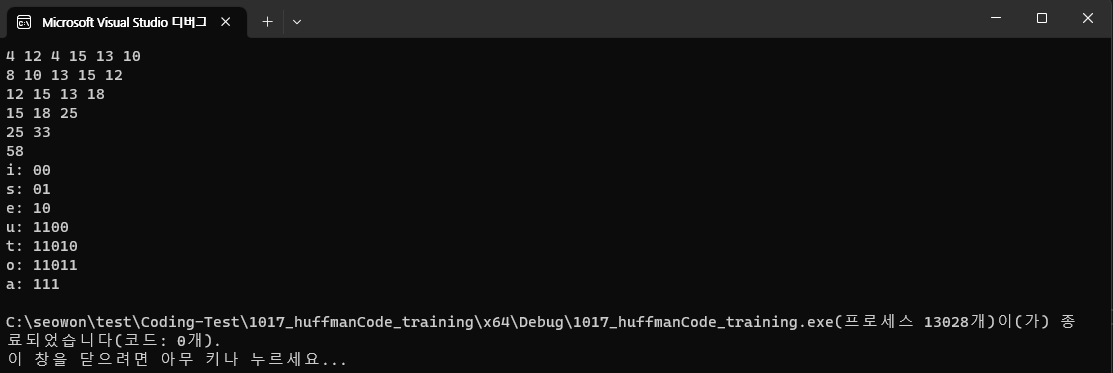 Microsoft Visual Studio 디버그
4 12 4 15 13 10
8 10 13 15 12
12 15 13 18
15 18 25
25 33
58
i: 00
s: 01
e: 10
u: 1100
t: 11010
o: 11011
a: 111
C:\seowon\test\Coding-Test\1017_huffmanCode_training\x64\Debug\1017_huffmanCode_training.exe(프로세스 13028개)이(가) 종
료되었습니다(코드: 0개).
이 창을 닫으려면 아무 키나 누르세요...